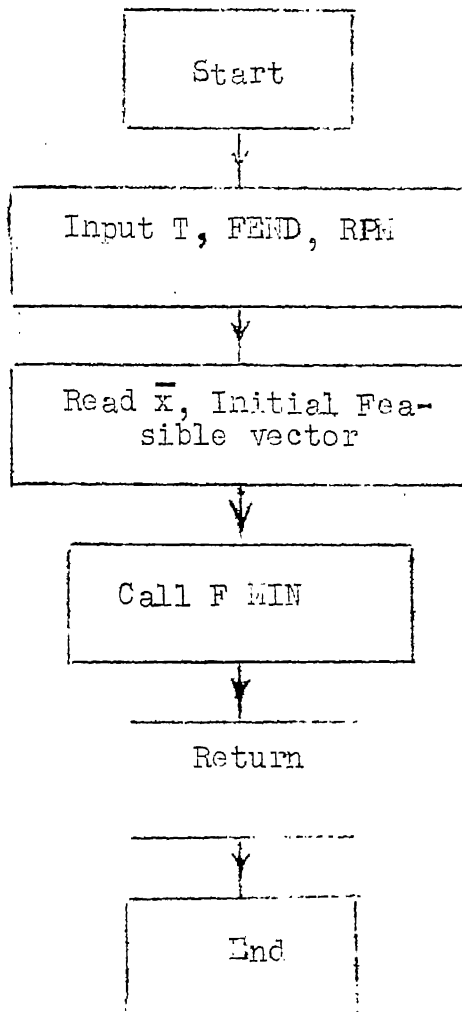 Start
Input T, FEND, RPM
Read x̄, Initial Fea-
sible vector
Call F MIN
Return
End